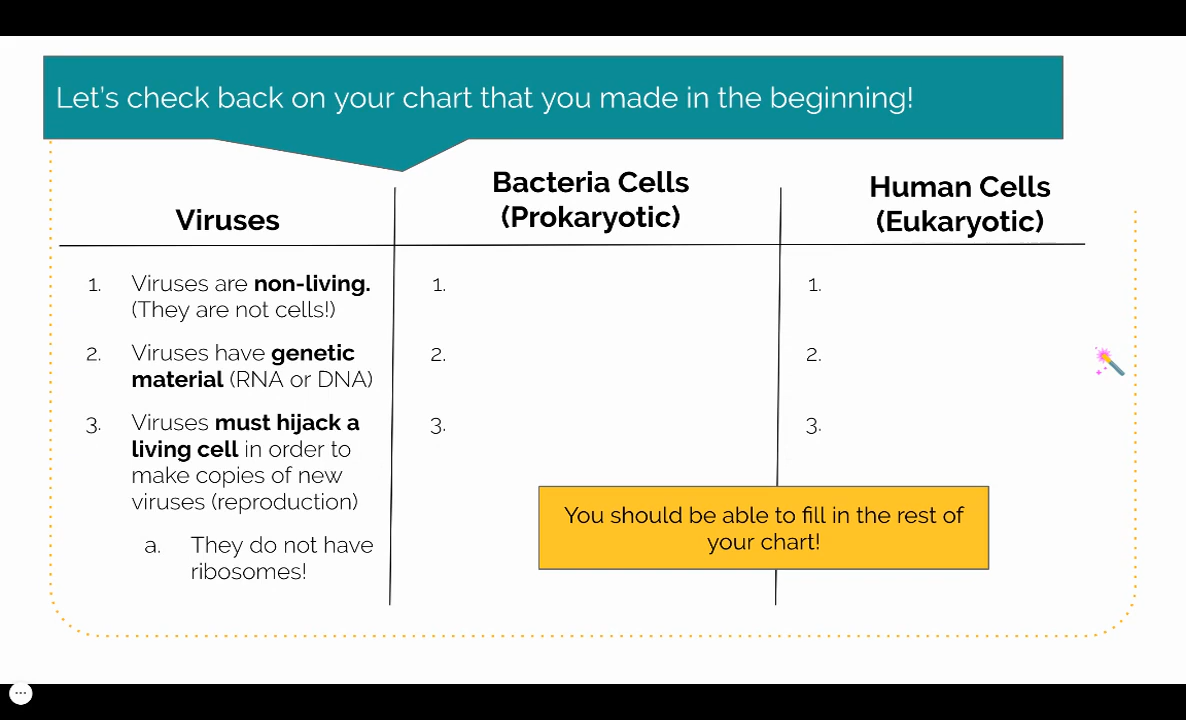 Let's check back on your chart that you made in the beginning!
Viruses
Bacteria Cells
(Prokaryotic)
Human Cells
(Eukaryotic)
1. Viruses are non-living.
(They are not cells!)
2. Viruses have genetic
material (RNA or DNA)
3. Viruses must hijack a
living cell in order to
make copies of new
viruses (reproduction)
a. They do not have
ribosomes!
1.
2.
3.
1.
2.
3.
You should be able to fill in the rest of
your chart!